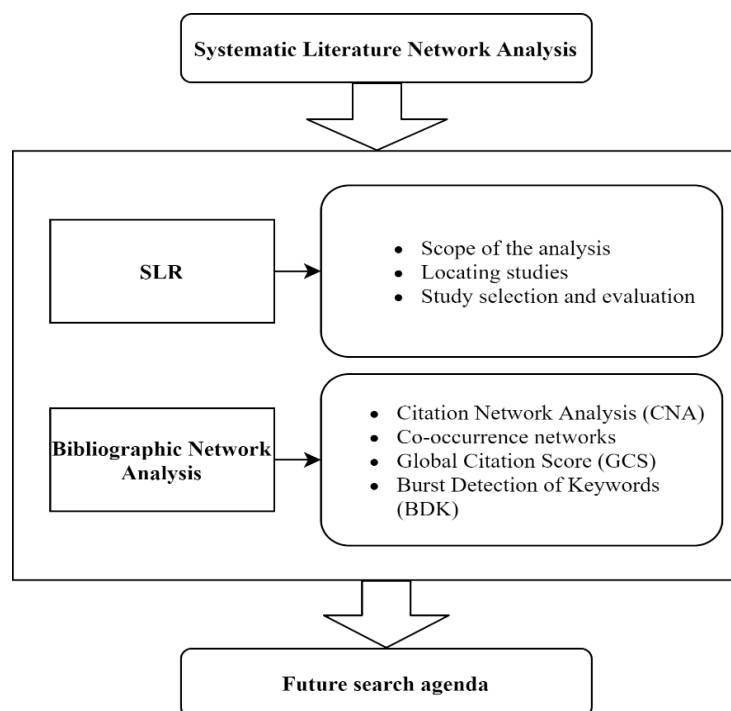 Systematic Literature Network Analysis
SLR
• Scope of the analysis
• Locating studies
• Study selection and evaluation
Bibliographic Network
Analysis
• Citation Network Analysis (CNA)
• Co-occurrence networks
• Global Citation Score (GCS)
• Burst Detection of Keywords
(BDK)
Future search agenda